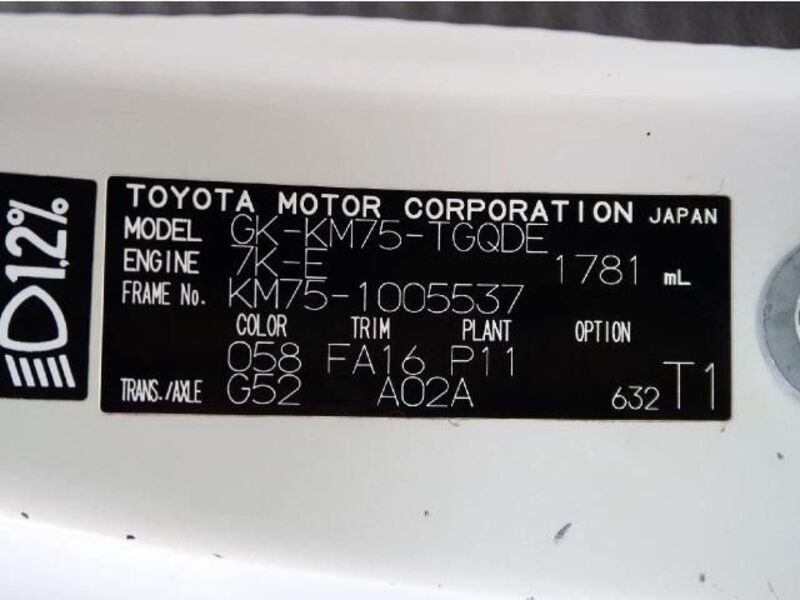 1.2%
TOYOTA MOTOR CORPORATION JAPAN
MODEL GK-KM75-TGQDE
ENGINE 7K-E 1781 mL
FRAME No. KM75-1005537
COLOR TRIM PLANT OPTION
058 FA16 P11
TRANS./AXLE G52 A02A 632 T1